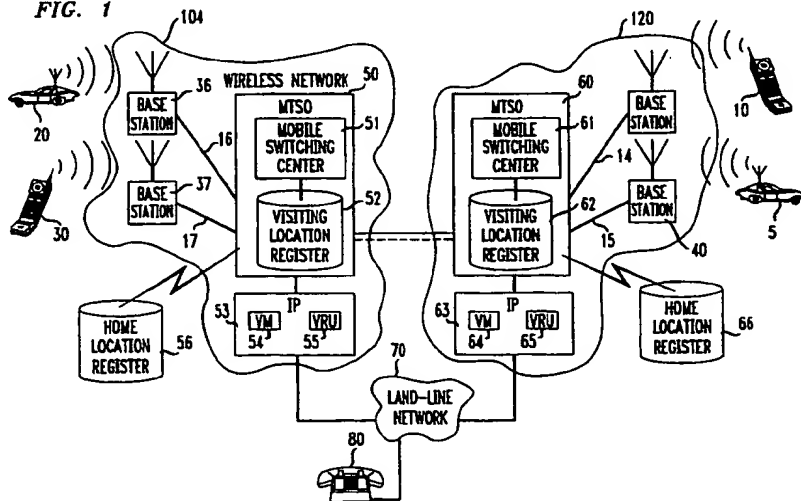 FIG. 1
104
120
WIRELESS NETWORK
50
60
MTSO
MTSO
20
BASE STATION
36
16
MOBILE SWITCHING CENTER
51
MOBILE SWITCHING CENTER
61
14
BASE STATION
10
30
BASE STATION
37
17
VISITING LOCATION REGISTER
52
VISITING LOCATION REGISTER
62
15
BASE STATION
40
5
HOME LOCATION REGISTER
56
53
IP
VM
54
VRU
55
63
IP
VM
64
VRU
65
HOME LOCATION REGISTER
66
70
LAND-LINE NETWORK
80